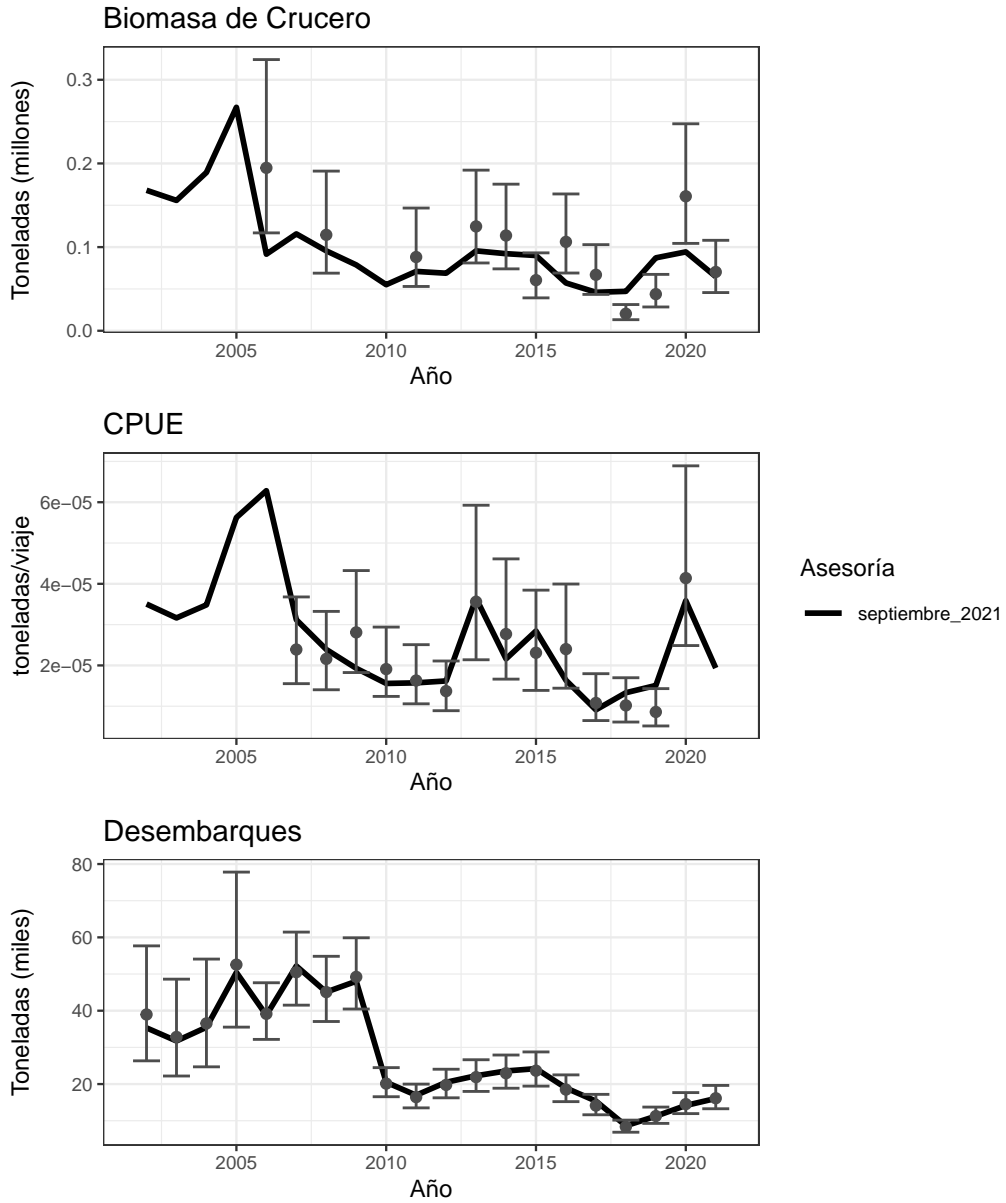 Biomasa de Crucero
Toneladas (millones)
0.3
0.2
0.1
0.0
2005 2010 2015 2020
Año
CPUE
toneladas/viaje
6e−05
4e−05
2e−05
2005 2010 2015 2020
Año
Asesoría
septiembre_2021
Desembarques
Toneladas (miles)
80
60
40
20
2005 2010 2015 2020
Año